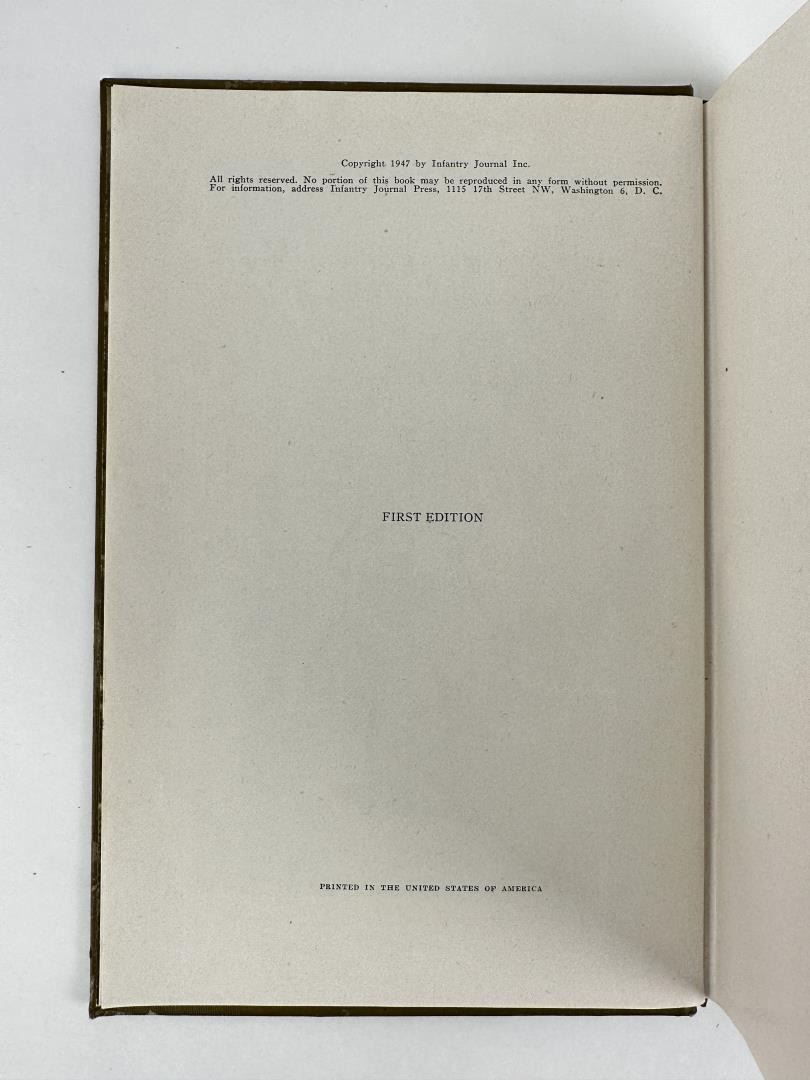 Copyright 1947 by Infantry Journal Inc.
All rights reserved. No portion of this book may be reproduced in any form without permission.
For information, address Infantry Journal Press, 1115 17th Street NW, Washington 6, D. C.
FIRST EDITION
PRINTED IN THE UNITED STATES OF AMERICA